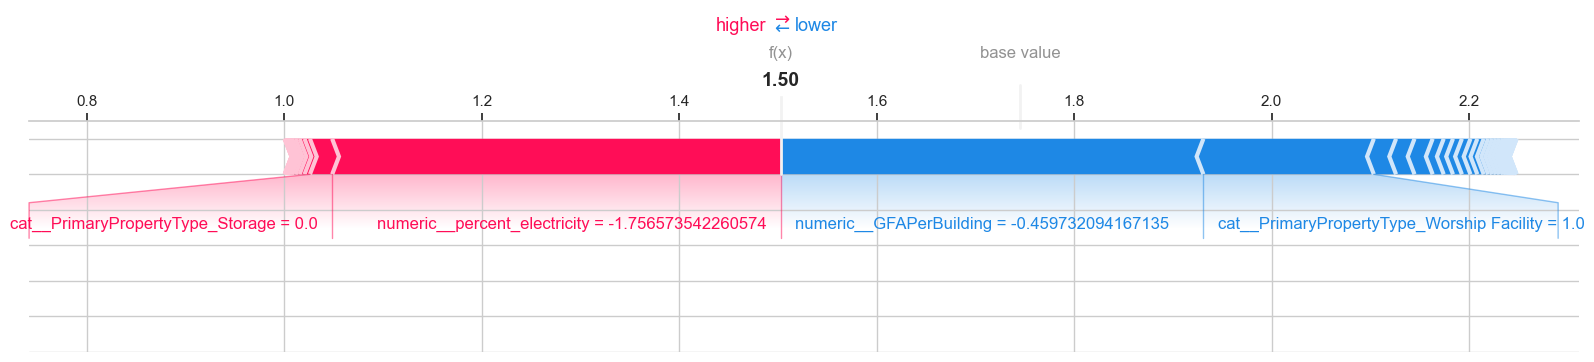 higher ⇄ lower
f(x) base value
1.50
0.8 1.0 1.2 1.4 1.6 1.8 2.0 2.2
cat__PrimaryPropertyType_Storage = 0.0 numeric__percent_electricity = -1.756573542260574 numeric__GFAPerBuilding = -0.459732094167135 cat__PrimaryPropertyType_Worship Facility = 1.0